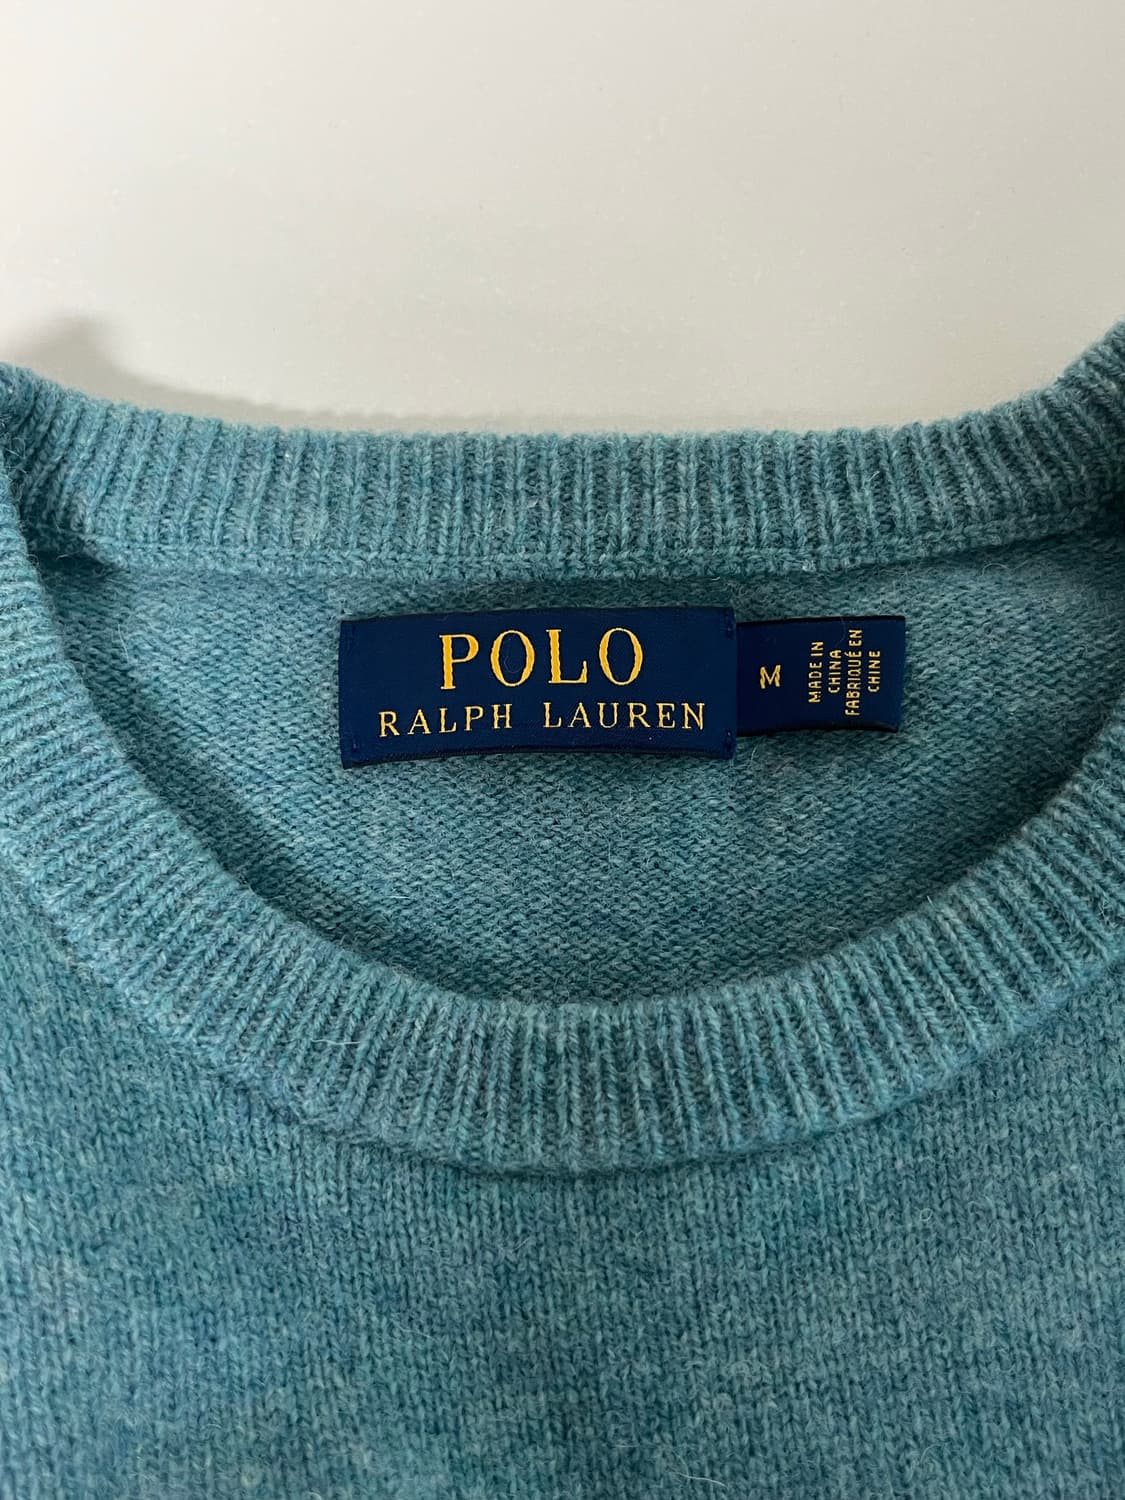 POLO
RALPH LAUREN
M
MADE IN
CHINA
FABRIQUÉ EN
CHINE